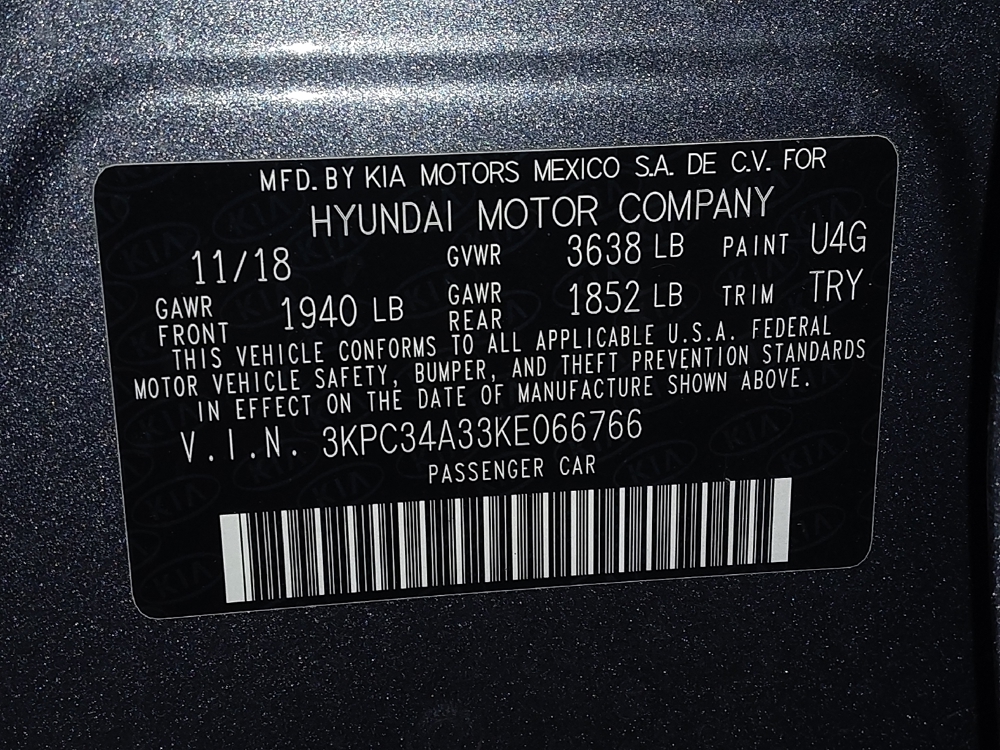 MFD. BY KIA MOTORS MEXICO S.A. DE C.V. FOR
HYUNDAI MOTOR COMPANY
11/18 GVWR 3638 LB PAINT U4G
GAWR FRONT 1940 LB GAWR REAR 1852 LB TRIM TRY
THIS VEHICLE CONFORMS TO ALL APPLICABLE U.S.A. FEDERAL
MOTOR VEHICLE SAFETY, BUMPER, AND THEFT PREVENTION STANDARDS
IN EFFECT ON THE DATE OF MANUFACTURE SHOWN ABOVE.
V.I.N. 3KPC34A33KE066766
PASSENGER CAR